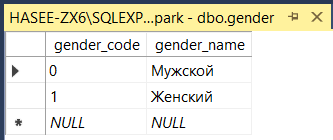 HASEE-ZX6\SQLEXP...park - dbo.gender
gender_code gender_name
0 Мужской
1 Женский
* NULL NULL